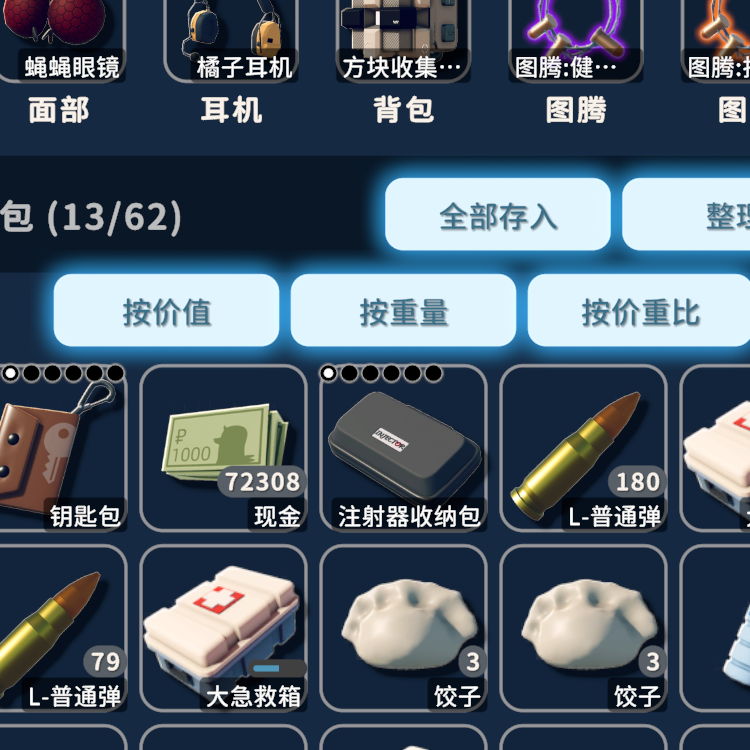 蝇蝇眼镜
橘子耳机
方块收集…
图腾:健…
图腾:
面部
耳机
背包
图腾
图
包 (13/62)
全部存入
整理
按价值
按重量
按价重比
钥匙包
₽
1000
72308
现金
INJECTOR
注射器收纳包
180
L-普通弹
79
L-普通弹
大急救箱
3
饺子
3
饺子